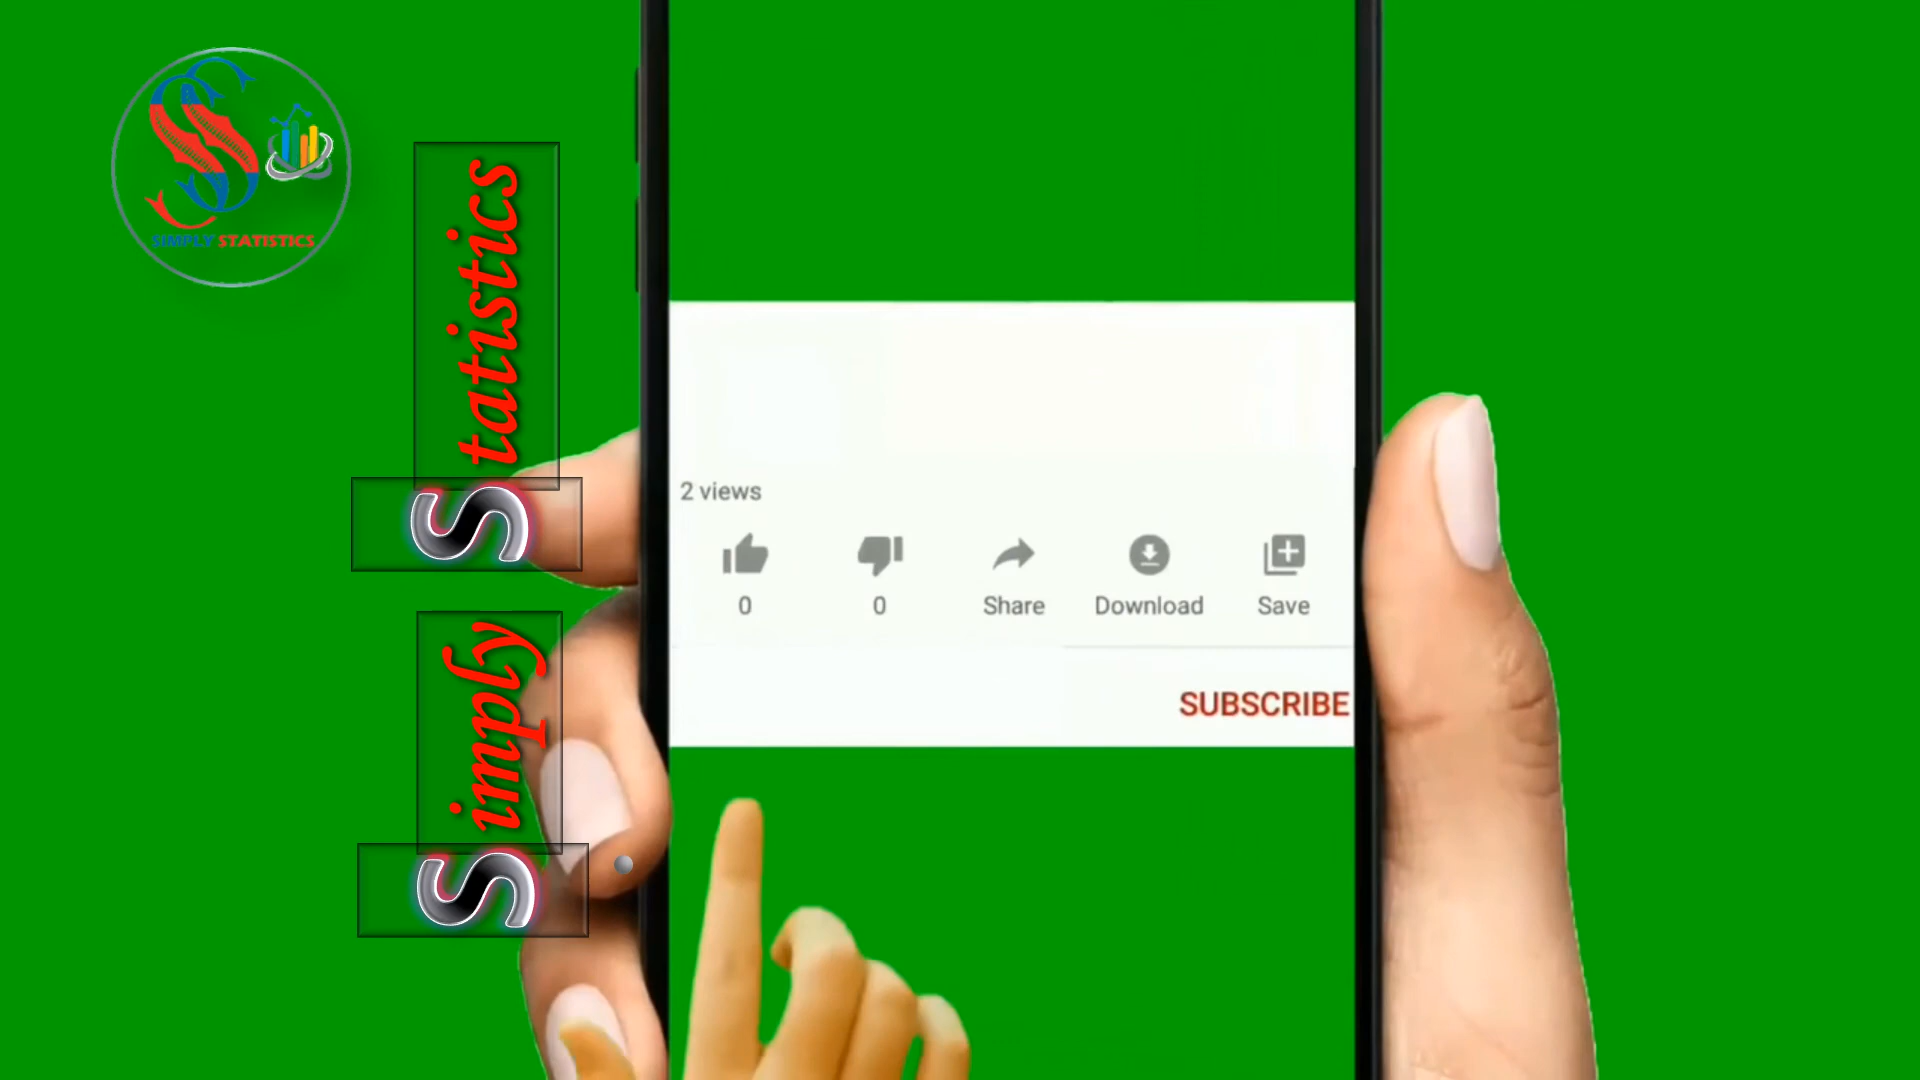 SIMPLY STATISTICS
Simply Statistics
2 views
0
0
Share
Download
Save
SUBSCRIBE